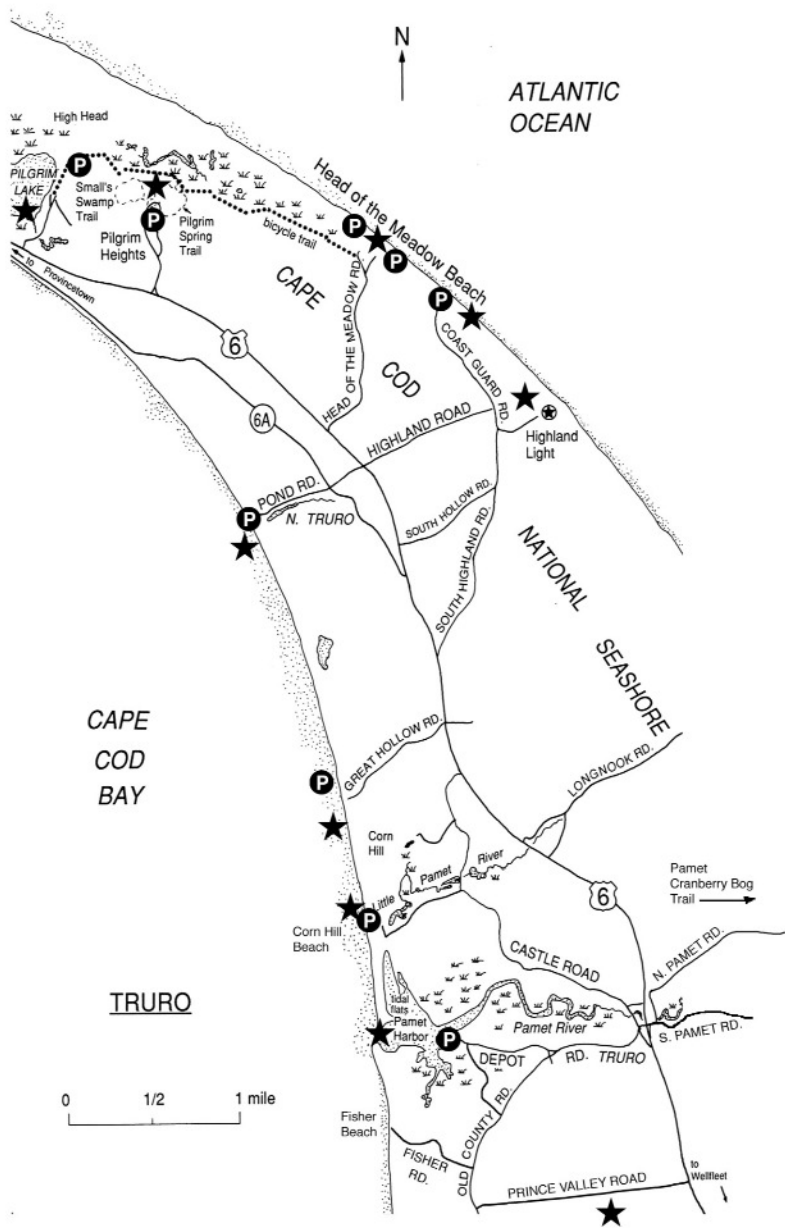 N
ATLANTIC
OCEAN
High Head
P
PILGRIM
LAKE
Small's
Swamp
Trail
P
Pilgrim
Heights
Pilgrim
Spring
Trail
bicycle trail
Head of the Meadow Beach
P
P
P
to
Provincetown
CAPE
COD
6
HEAD OF THE MEADOW RD.
COAST GUARD RD.
6A
HIGHLAND ROAD
Highland
Light
POND RD.
P
N. TRURO
SOUTH HOLLOW RD.
SOUTH HIGHLAND RD.
NATIONAL
SEASHORE
CAPE
COD
BAY
GREAT HOLLOW RD.
LONGNOOK RD.
P
Corn
Hill
Little Pamet River
P
Corn Hill
Beach
6
Pamet
Cranberry Bog
Trail
CASTLE ROAD
N. PAMET RD.
TRURO
tidal
flats
Pamet
Harbor
P
Pamet River
S. PAMET RD.
DEPOT RD.
TRURO
0 1/2 1 mile
Fisher
Beach
FISHER
RD.
OLD COUNTY RD.
PRINCE VALLEY ROAD
to
Wellfleet